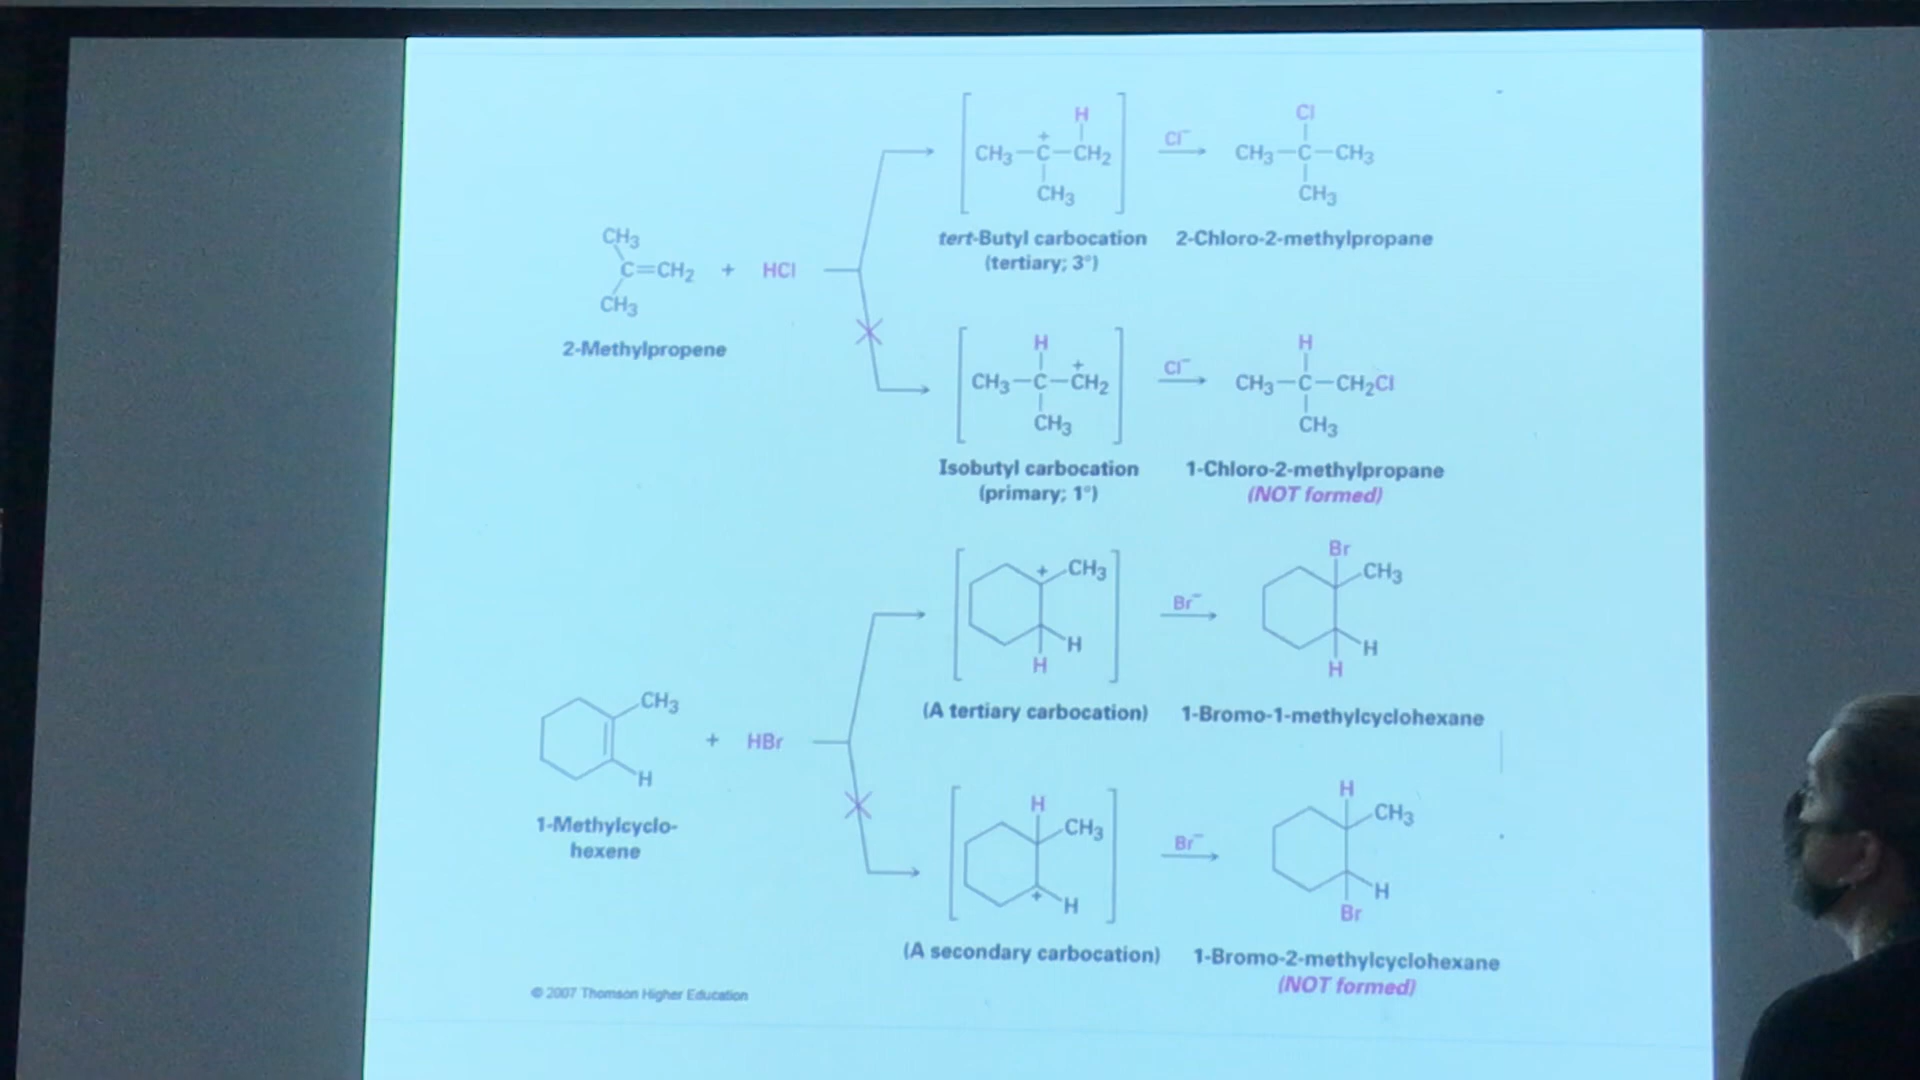 H
CH₃—C⁺—CH₂
CH₃
Cl⁻
Cl
CH₃—C—CH₃
CH₃
tert-Butyl carbocation
(tertiary; 3°)
2-Chloro-2-methylpropane
CH₃
C=CH₂ + HCl
CH₃
2-Methylpropene
H
CH₃—C—C⁺H₂
CH₃
Cl⁻
H
CH₃—C—CH₂Cl
CH₃
Isobutyl carbocation
(primary; 1°)
1-Chloro-2-methylpropane
(NOT formed)
+ CH₃
H
H
Br⁻
Br
CH₃
H
H
(A tertiary carbocation)
1-Bromo-1-methylcyclohexane
CH₃
H
+ HBr
1-Methylcyclo-
hexene
H
CH₃
+
H
Br⁻
H
CH₃
H
Br
(A secondary carbocation)
1-Bromo-2-methylcyclohexane
(NOT formed)
© 2007 Thomson Higher Education